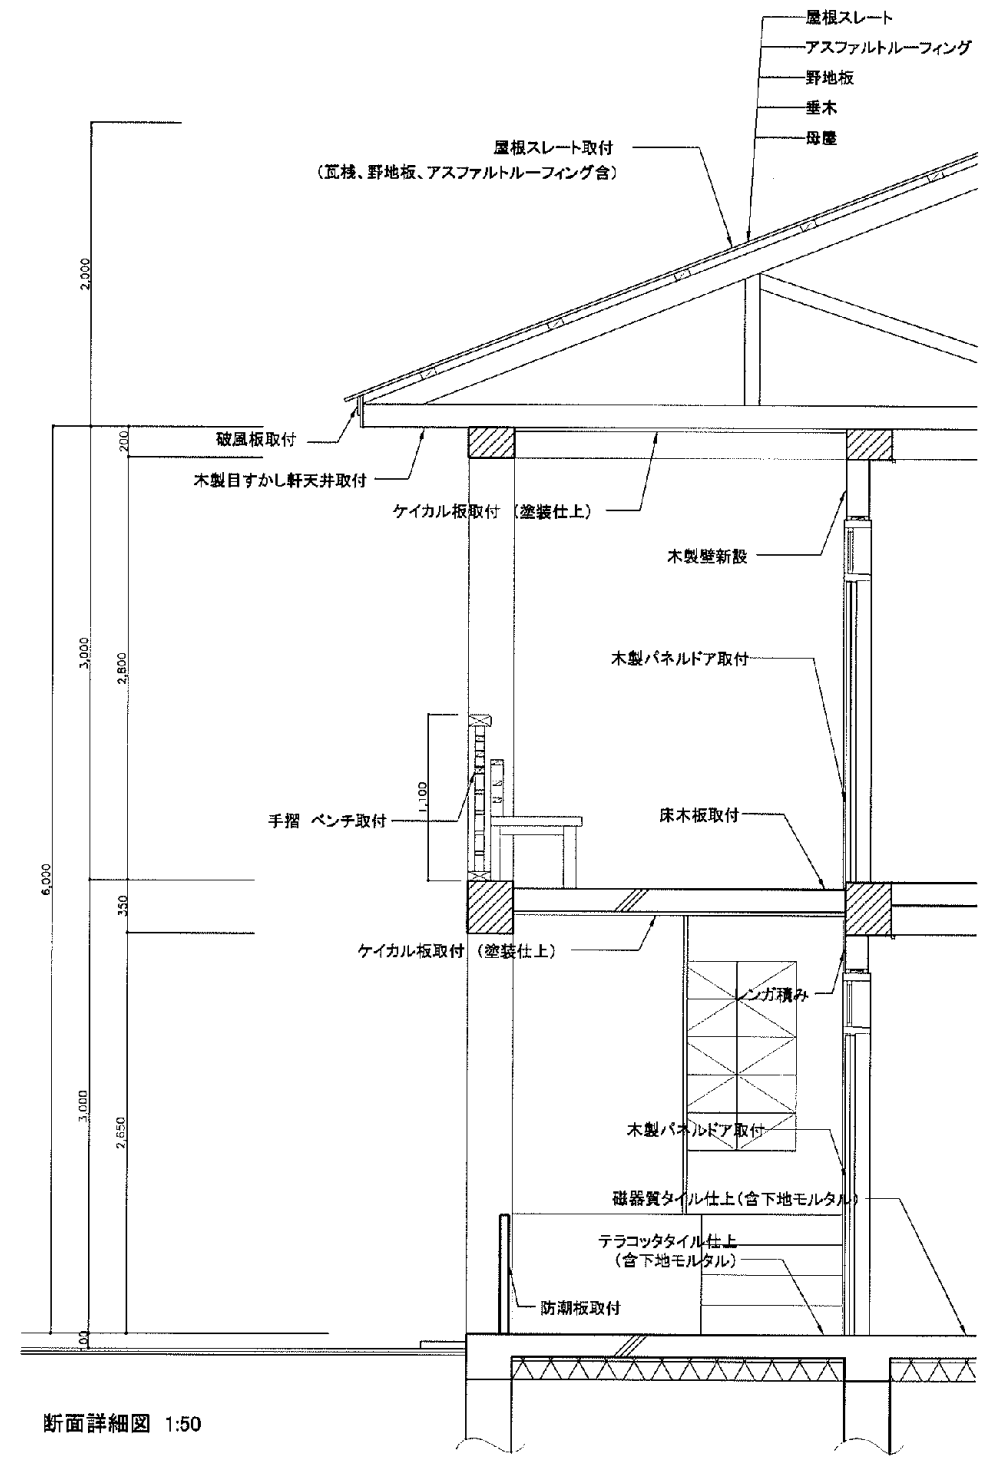 屋根スレート
アスファルトルーフィング
野地板
垂木
母屋
屋根スレート取付
(瓦桟、野地板、アスファルトルーフィング含)
2,000
破風板取付
200
木製目すかし軒天井取付
ケイカル板取付 (塗装仕上)
木製壁新設
3,000
2,800
木製パネルドア取付
1,100
手摺 ベンチ取付
床木板取付
6,000
350
ケイカル板取付 (塗装仕上)
レンガ積み
3,000
2,650
木製パネルドア取付
磁器質タイル仕上(含下地モルタル)
テラコッタタイル仕上
(含下地モルタル)
防潮板取付
100
断面詳細図 1:50